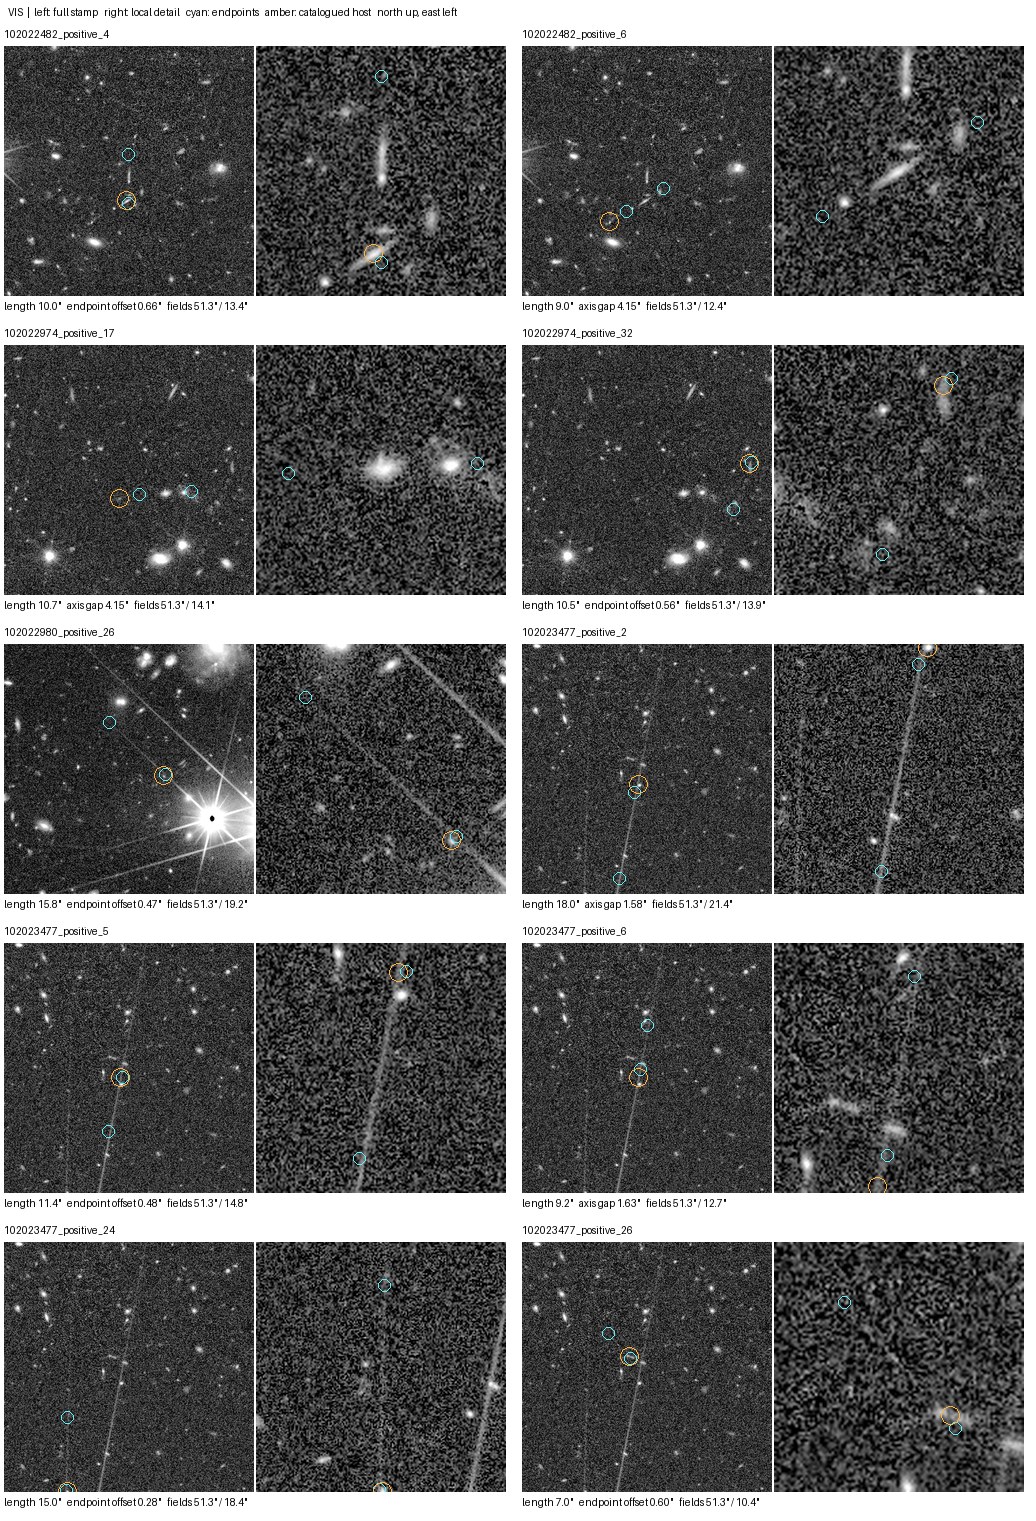 VIS | left: full stamp right: local detail cyan: endpoints amber: catalogued host north up, east left
102022482_positive_4
102022482_positive_6
length 10.0" endpoint offset 0.66" fields 51.3" / 13.4"
length 9.0" axis gap 4.15" fields 51.3" / 12.4"
102022974_positive_17
102022974_positive_32
length 10.7" axis gap 4.15" fields 51.3" / 14.1"
length 10.5" endpoint offset 0.56" fields 51.3" / 13.9"
102022980_positive_26
102023477_positive_2
length 15.8" endpoint offset 0.47" fields 51.3" / 19.2"
length 18.0" axis gap 1.58" fields 51.3" / 21.4"
102023477_positive_5
102023477_positive_6
length 11.4" endpoint offset 0.48" fields 51.3" / 14.8"
length 9.2" axis gap 1.63" fields 51.3" / 12.7"
102023477_positive_24
102023477_positive_26
length 15.0" endpoint offset 0.28" fields 51.3" / 18.4"
length 7.0" endpoint offset 0.60" fields 51.3" / 10.4"